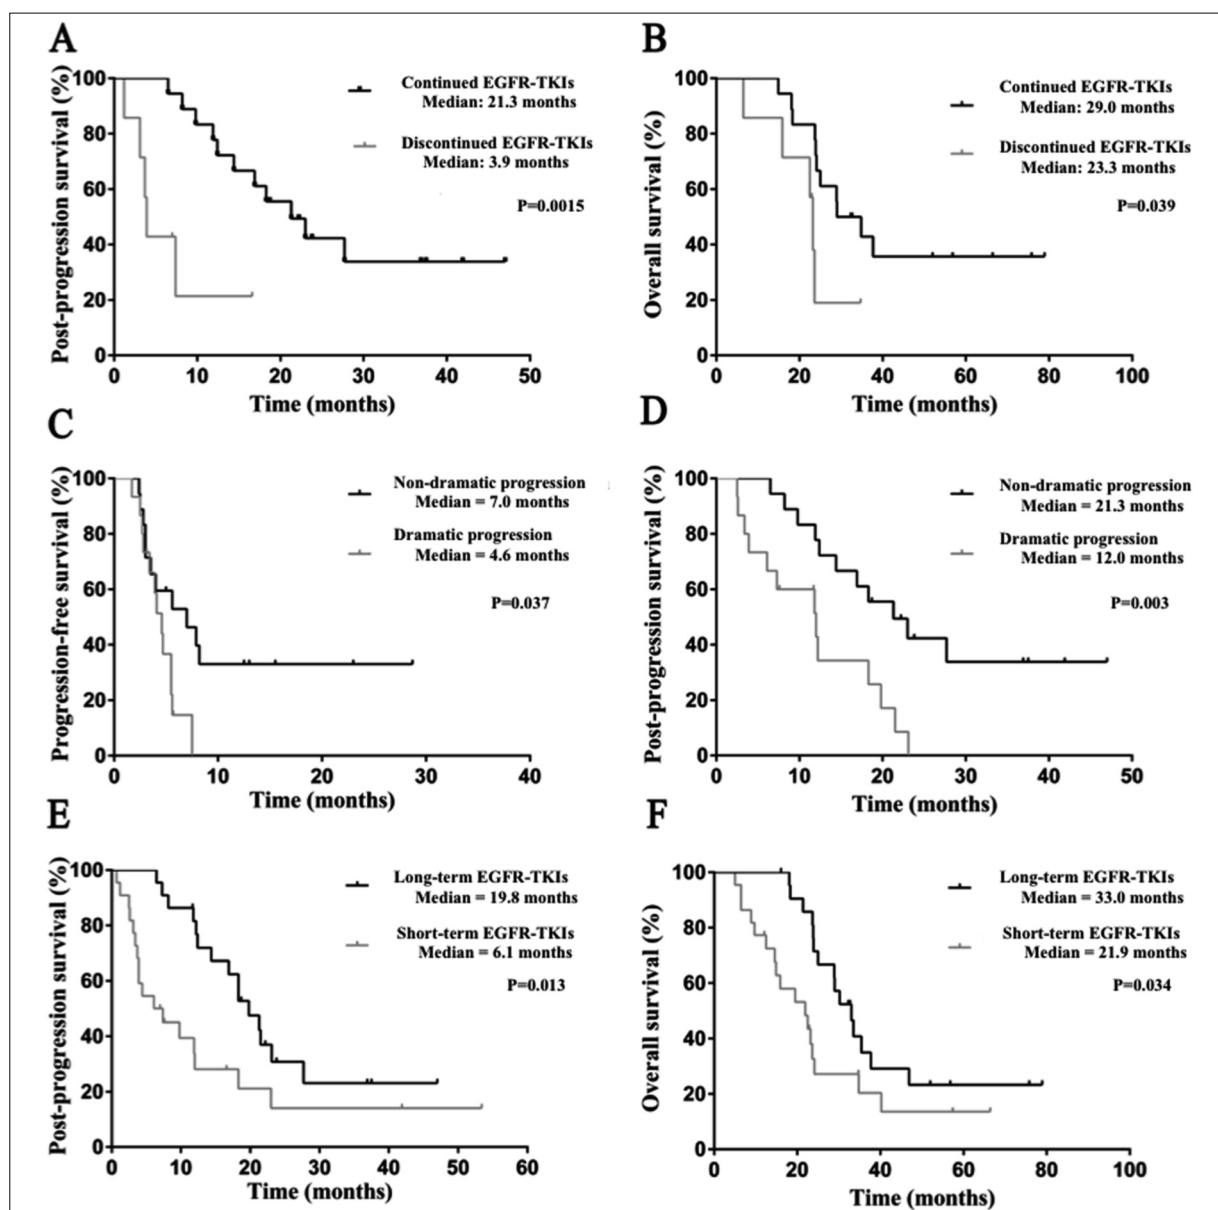 A
Post-progression survival (%)
100
80
60
40
20
0
0 10 20 30 40 50
Time (months)
Continued EGFR-TKIs
Median: 21.3 months
Discontinued EGFR-TKIs
Median: 3.9 months
P=0.0015
B
Overall survival (%)
100
80
60
40
20
0
0 20 40 60 80 100
Time (months)
Continued EGFR-TKIs
Median: 29.0 months
Discontinued EGFR-TKIs
Median: 23.3 months
P=0.039
C
Progression-free survival (%)
100
80
60
40
20
0
0 10 20 30 40
Time (months)
Non-dramatic progression
Median = 7.0 months
Dramatic progression
Median = 4.6 months
P=0.037
D
Post-progression survival (%)
100
80
60
40
20
0
0 10 20 30 40 50
Time (months)
Non-dramatic progression
Median = 21.3 months
Dramatic progression
Median = 12.0 months
P=0.003
E
Post-progression survival (%)
100
80
60
40
20
0
0 10 20 30 40 50 60
Time (months)
Long-term EGFR-TKIs
Median = 19.8 months
Short-term EGFR-TKIs
Median = 6.1 months
P=0.013
F
Overall survival (%)
100
80
60
40
20
0
0 20 40 60 80 100
Time (months)
Long-term EGFR-TKIs
Median = 33.0 months
Short-term EGFR-TKIs
Median = 21.9 months
P=0.034